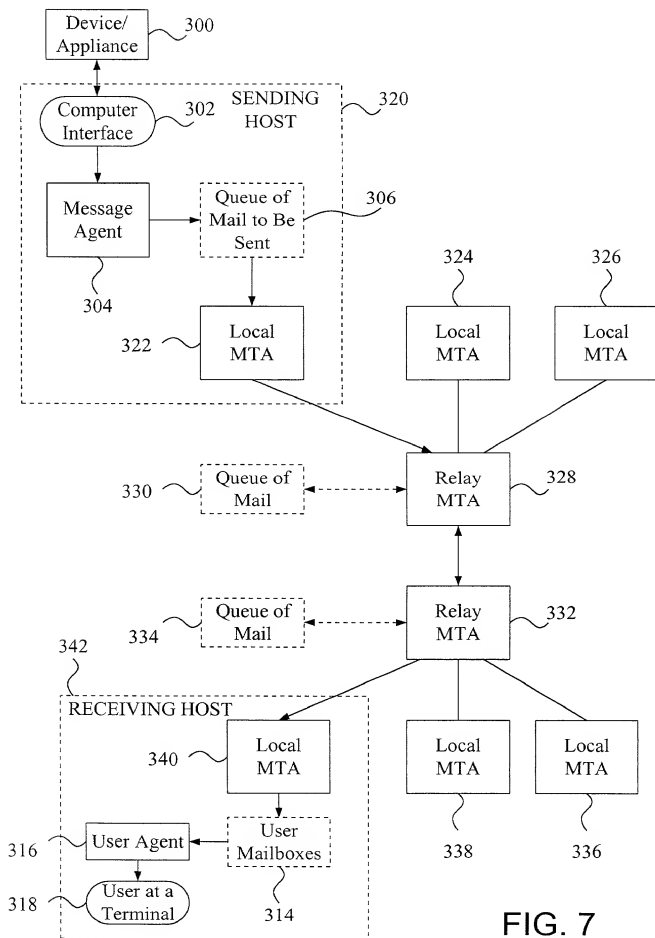 Device/
Appliance
300
Computer
Interface
302
SENDING
HOST
320
Message
Agent
304
Queue of
Mail to Be
Sent
306
322
Local
MTA
324
Local
MTA
326
Local
MTA
330
Queue of
Mail
Relay
MTA
328
334
Queue of
Mail
Relay
MTA
332
342
RECEIVING HOST
340
Local
MTA
Local
MTA
338
Local
MTA
336
316
User Agent
User
Mailboxes
314
318
User at a
Terminal
FIG. 7